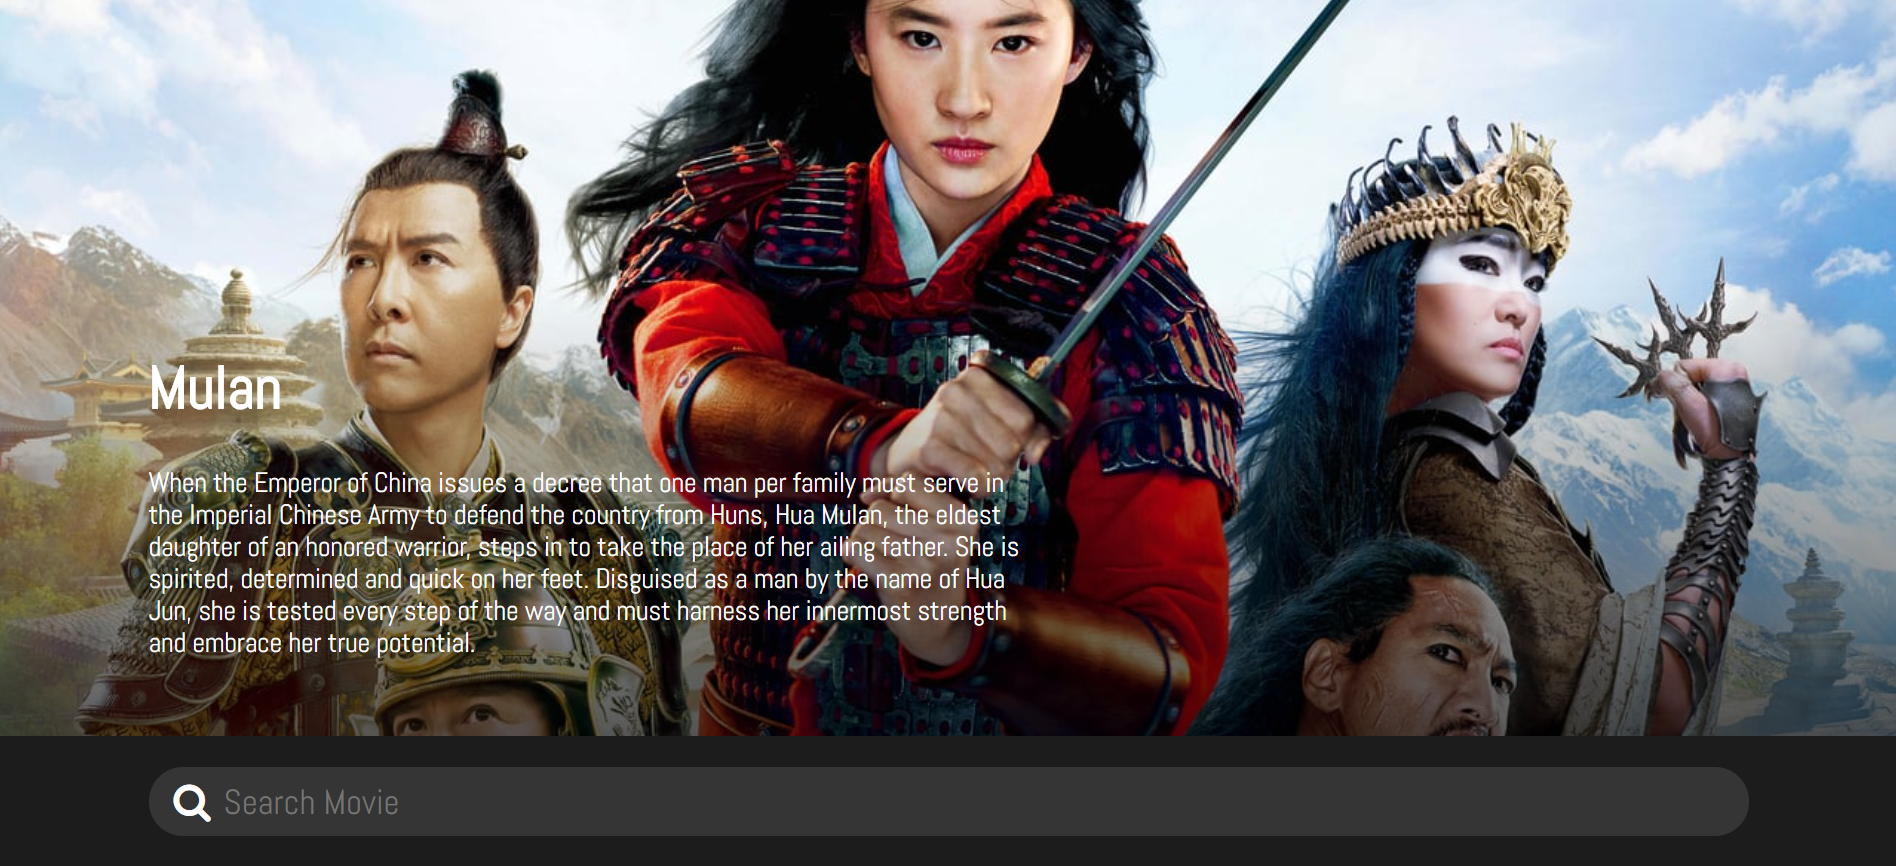 Mulan
When the Emperor of China issues a decree that one man per family must serve in
the Imperial Chinese Army to defend the country from Huns, Hua Mulan, the eldest
daughter of an honored warrior, steps in to take the place of her ailing father. She is
spirited, determined and quick on her feet. Disguised as a man by the name of Hua
Jun, she is tested every step of the way and must harness her innermost strength
and embrace her true potential.
Search Movie